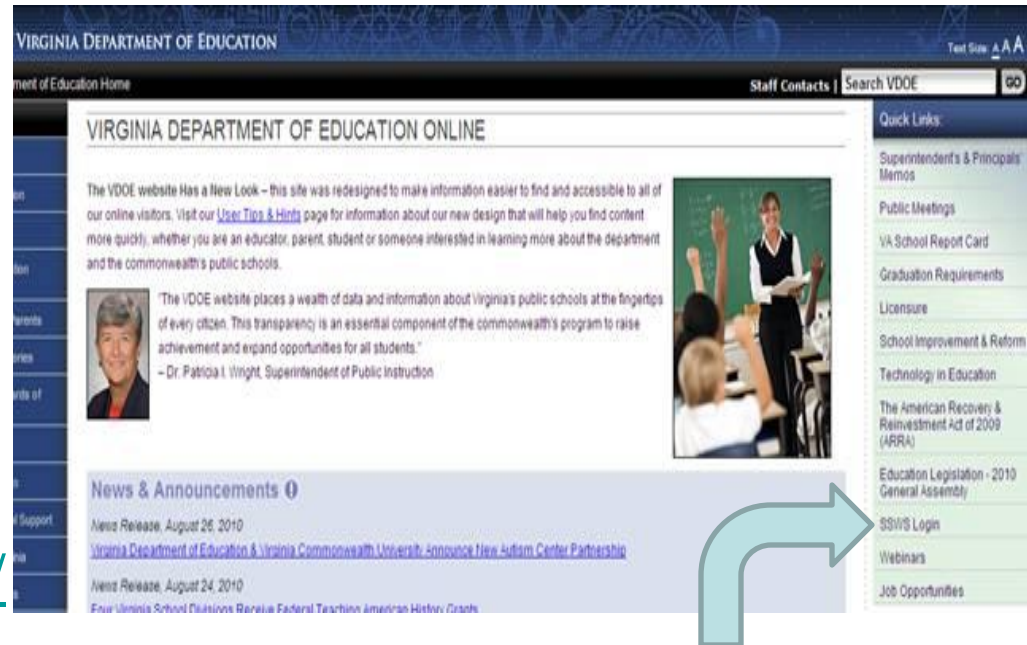 VIRGINIA DEPARTMENT OF EDUCATION
Text Size: A A A
ment of Education Home
Staff Contacts |
Search VDOE
GO
VIRGINIA DEPARTMENT OF EDUCATION ONLINE
The VDOE website Has a New Look – this site was redesigned to make information easier to find and accessible to all of
our online visitors. Visit our User Tips & Hints page for information about our new design that will help you find content
more quickly, whether you are an educator, parent, student or someone interested in learning more about the department
and the commonwealth's public schools.
"The VDOE website places a wealth of data and information about Virginia's public schools at the fingertips
of every citizen. This transparency is an essential component of the commonwealth's program to raise
achievement and expand opportunities for all students."
– Dr. Patricia I. Wright, Superintendent of Public Instruction
News & Announcements
News Release, August 26, 2010
Virginia Department of Education & Virginia Commonwealth University Announce New Autism Center Partnership
News Release, August 24, 2010
Four Virginia School Divisions Receive Federal Teaching American History Grants
Quick Links:
Superintendent's & Principals'
Memos
Public Meetings
VA School Report Card
Graduation Requirements
Licensure
School Improvement & Reform
Technology in Education
The American Recovery &
Reinvestment Act of 2009
(ARRA)
Education Legislation - 2010
General Assembly
SSWS Login
Webinars
Job Opportunities